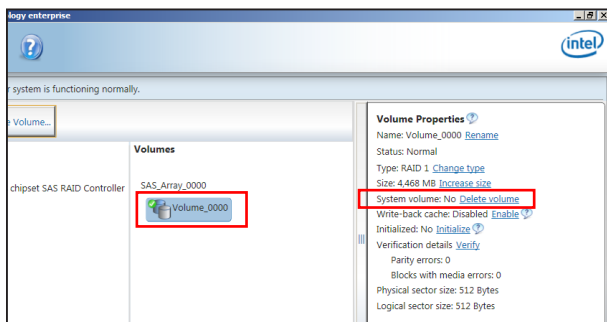 logy enterprise
intel
r system is functioning normally.
e Volume...
Volumes
chipset SAS RAID Controller
SAS_Array_0000
Volume_0000
Volume Properties
Name: Volume_0000 Rename
Status: Normal
Type: RAID 1 Change type
Size: 4,468 MB Increase size
System volume: No Delete volume
Write-back cache: Disabled Enable
Initialized: No Initialize
Verification details Verify
Parity errors: 0
Blocks with media errors: 0
Physical sector size: 512 Bytes
Logical sector size: 512 Bytes